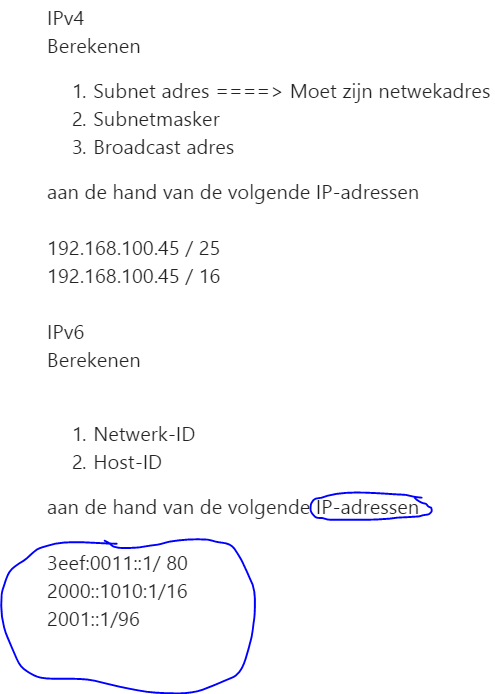 IPv4
Berekenen
1. Subnet adres ====> Moet zijn netwekadres
2. Subnetmasker
3. Broadcast adres
aan de hand van de volgende IP-adressen
192.168.100.45 / 25
192.168.100.45 / 16
IPv6
Berekenen
1. Netwerk-ID
2. Host-ID
aan de hand van de volgende IP-adressen
3eef:0011::1/ 80
2000::1010:1/16
2001::1/96